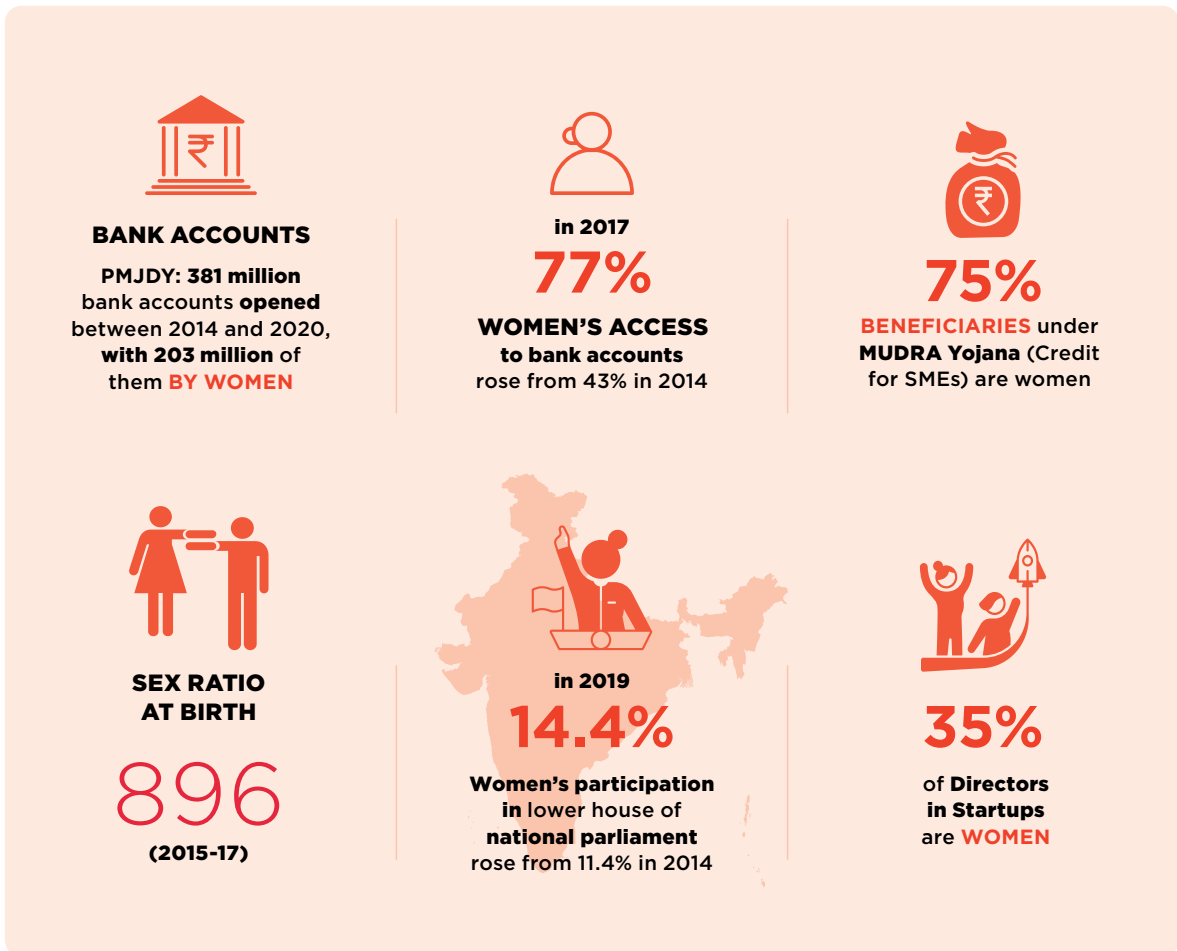 BANK ACCOUNTS
PMJDY: 381 million
bank accounts opened
between 2014 and 2020,
with 203 million of
them BY WOMEN
in 2017
77%
WOMEN’S ACCESS
to bank accounts
rose from 43% in 2014
₹
75%
BENEFICIARIES under
MUDRA Yojana (Credit
for SMEs) are women
SEX RATIO
AT BIRTH
896
(2015-17)
in 2019
14.4%
Women’s participation
in lower house of
national parliament
rose from 11.4% in 2014
35%
of Directors
in Startups
are WOMEN